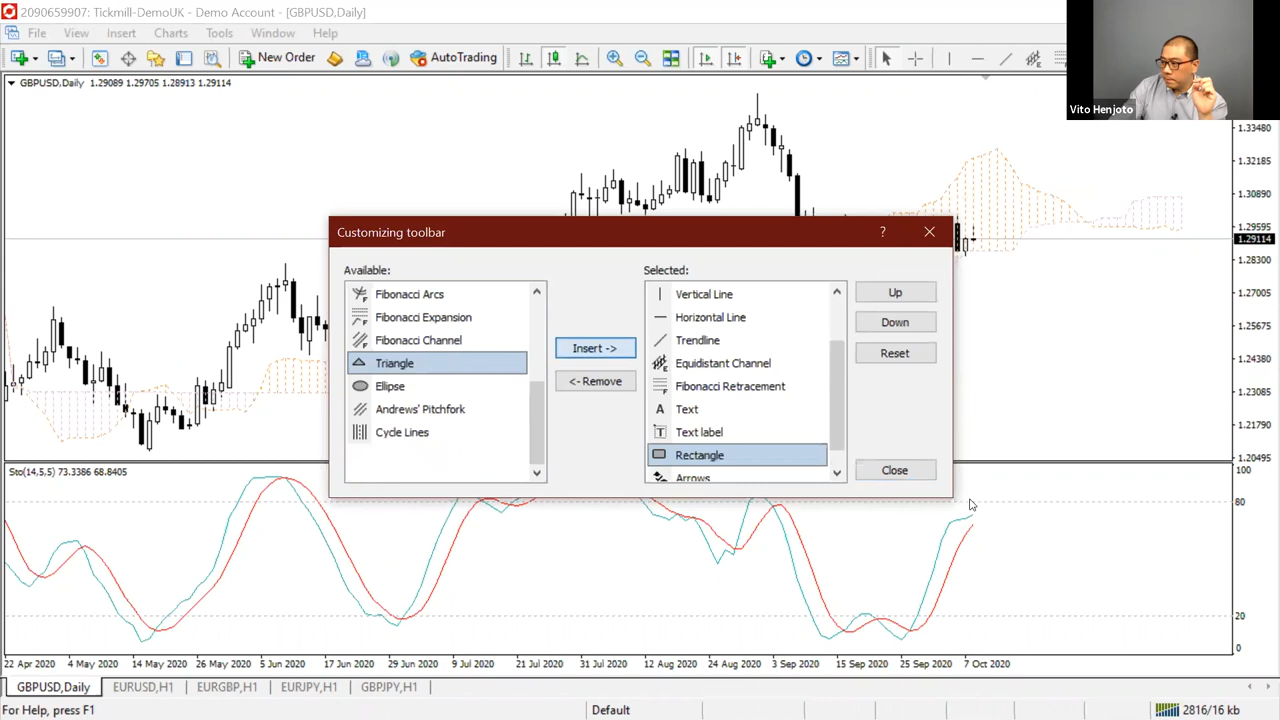 2090659907: Tickmill-DemoUK - Demo Account - [GBPUSD,Daily]
File View Insert Charts Tools Window Help
New Order AutoTrading
Vito Henjoto
GBPUSD,Daily 1.29089 1.29705 1.28913 1.29114
1.33480
1.32185
1.30890
1.29595
1.29114
1.28300
1.27005
1.25675
1.24380
1.23085
1.21790
1.20495
Customizing toolbar ?
Available:
Fibonacci Arcs
Fibonacci Expansion
Fibonacci Channel
Triangle
Ellipse
Andrews' Pitchfork
Cycle Lines
Insert ->
<- Remove
Selected:
Vertical Line
Horizontal Line
Trendline
Equidistant Channel
Fibonacci Retracement
Text
Text label
Rectangle
Arrows
Up
Down
Reset
Close
Sto(14,5,5) 73.3386 68.8405
100
80
20
0
22 Apr 2020 4 May 2020 14 May 2020 26 May 2020 5 Jun 2020 17 Jun 2020 29 Jun 2020 9 Jul 2020 21 Jul 2020 31 Jul 2020 12 Aug 2020 24 Aug 2020 3 Sep 2020 15 Sep 2020 25 Sep 2020 7 Oct 2020
GBPUSD,Daily EURUSD,H1 EURGBP,H1 EURJPY,H1 GBPJPY,H1
For Help, press F1 Default 2816/16 kb